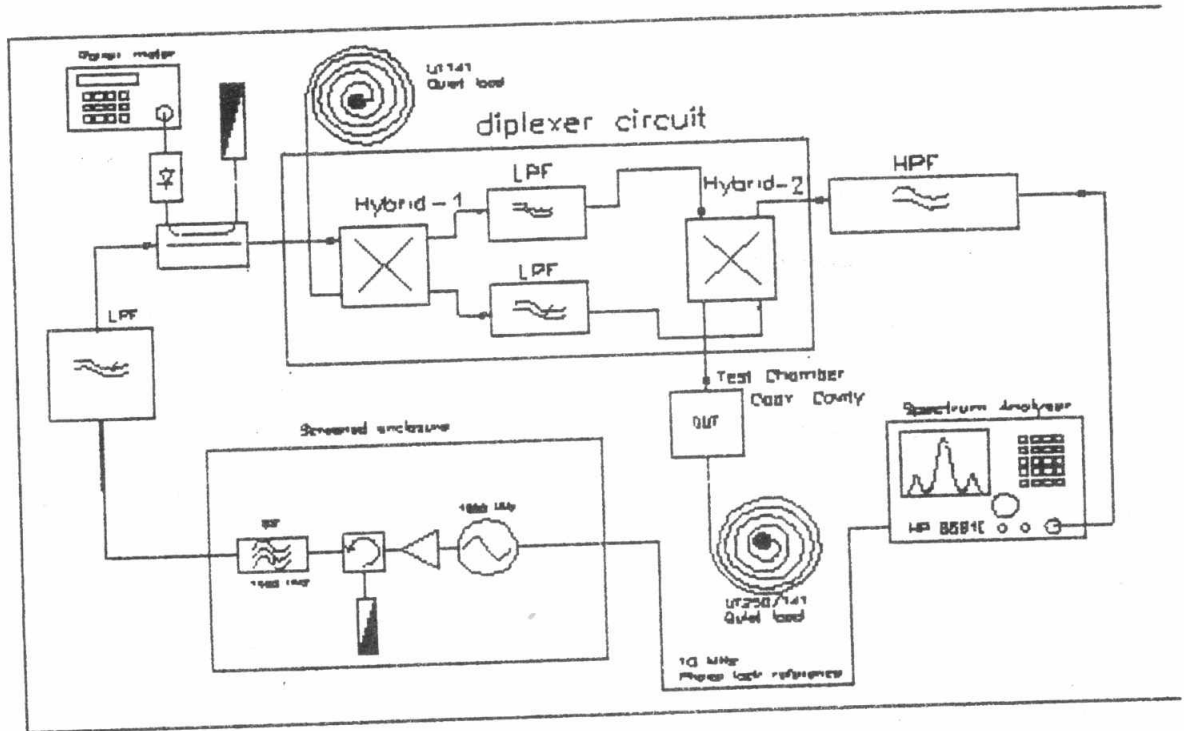 Power meter
UT141
Quiet load
diplexer circuit
LPF
Hybrid-1
Hybrid-2
HPF
LPF
LPF
Test Chamber
Coax Cavity
DUT
Spectrum Analyser
Screened enclosure
HP 8591E
UT250/141
Quiet load
10 MHz
Phase lock reference